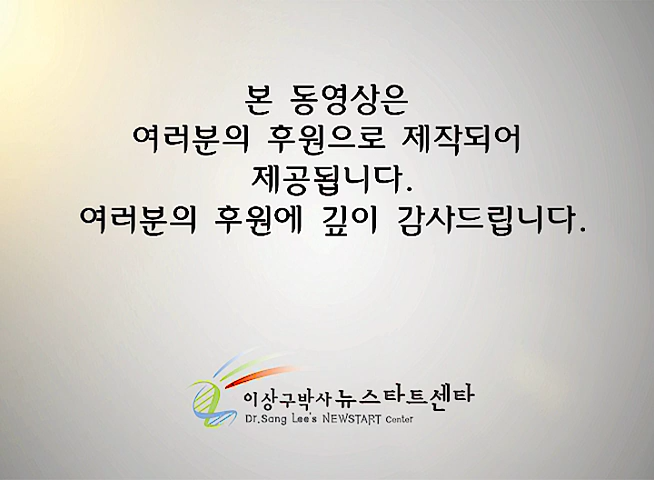 본 동영상은
여러분의 후원으로 제작되어
제공됩니다.
여러분의 후원에 깊이 감사드립니다.
이상구박사 뉴스타트센타
Dr.Sang Lee's NEWSTART Center